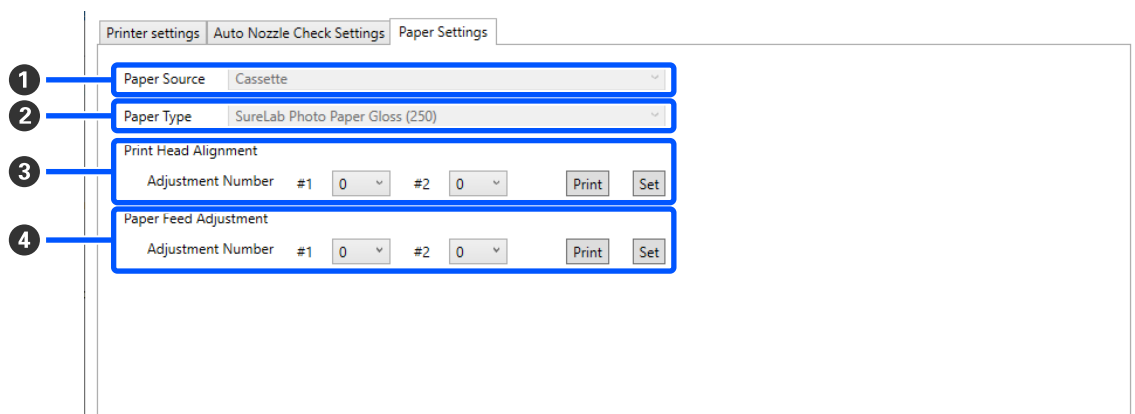 Printer settings Auto Nozzle Check Settings Paper Settings
1 Paper Source Cassette
2 Paper Type SureLab Photo Paper Gloss (250)
Print Head Alignment
3 Adjustment Number #1 0 #2 0 Print Set
Paper Feed Adjustment
4 Adjustment Number #1 0 #2 0 Print Set